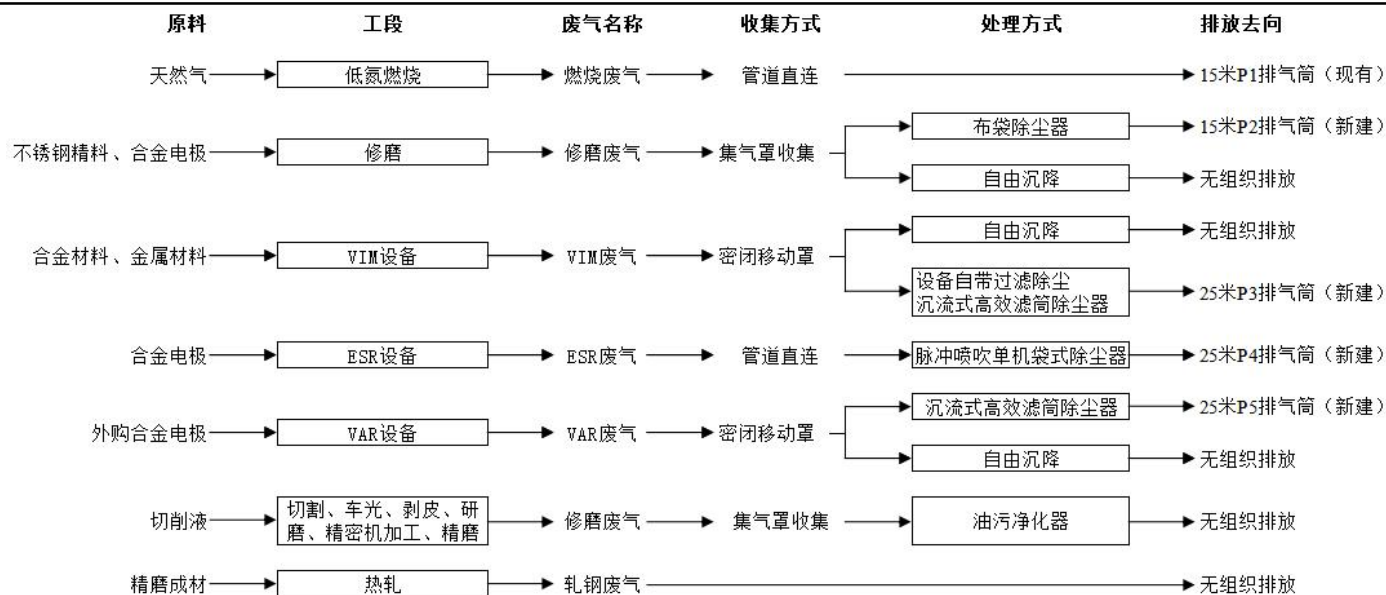 原料 工段 废气名称 收集方式 处理方式 排放去向
天然气 低氮燃烧 燃烧废气 管道直连 15米P1排气筒（现有）
布袋除尘器 15米P2排气筒（新建）
不锈钢精料、合金电极 修磨 修磨废气 集气罩收集
自由沉降 无组织排放
自由沉降 无组织排放
合金材料、金属材料 VIM设备 VIM废气 密闭移动罩
设备自带过滤除尘
沉流式高效滤筒除尘器 25米P3排气筒（新建）
合金电极 ESR设备 ESR废气 管道直连 脉冲喷吹单机袋式除尘器 25米P4排气筒（新建）
沉流式高效滤筒除尘器 25米P5排气筒（新建）
外购合金电极 VAR设备 VAR废气 密闭移动罩
自由沉降 无组织排放
切削液 切割、车光、剥皮、研
磨、精密机加工、精磨 修磨废气 集气罩收集 油污净化器 无组织排放
精磨成材 热轧 轧钢废气 无组织排放